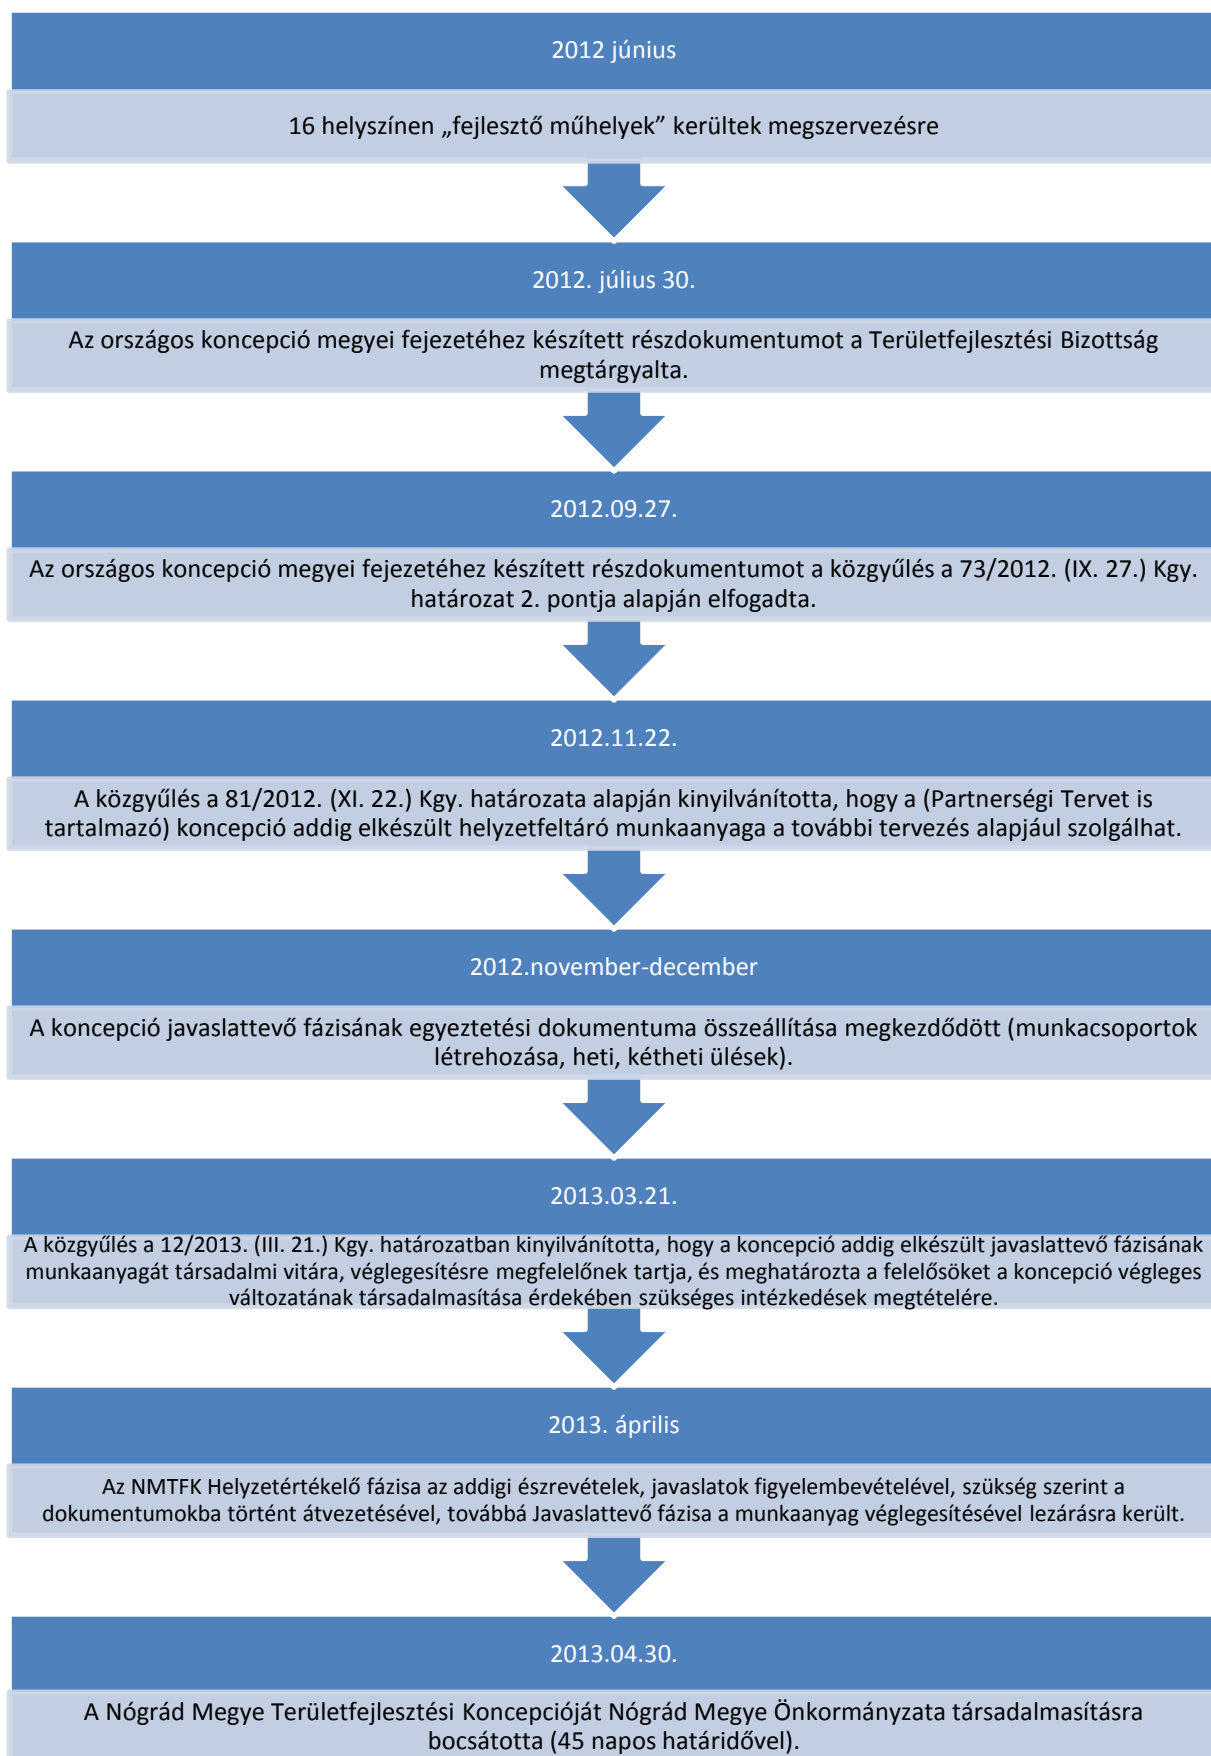 2012 június
16 helyszínen „fejlesztő műhelyek” kerültek megszervezésre
2012. július 30.
Az országos koncepció megyei fejezetéhez készített részdokumentumot a Területfejlesztési Bizottság
megtárgyalta.
2012.09.27.
Az országos koncepció megyei fejezetéhez készített részdokumentumot a közgyűlés a 73/2012. (IX. 27.) Kgy.
határozat 2. pontja alapján elfogadta.
2012.11.22.
A közgyűlés a 81/2012. (XI. 22.) Kgy. határozata alapján kinyilvánította, hogy a (Partnerségi Tervet is
tartalmazó) koncepció addig elkészült helyzetfeltáró munkaanyaga a további tervezés alapjául szolgálhat.
2012.november-december
A koncepció javaslattevő fázisának egyeztetési dokumentuma összeállítása megkezdődött (munkacsoportok
létrehozása, heti, kétheti ülések).
2013.03.21.
A közgyűlés a 12/2013. (III. 21.) Kgy. határozatban kinyilvánította, hogy a koncepció addig elkészült javaslattevő fázisának
munkaanyagát társadalmi vitára, véglegesítésre megfelelőnek tartja, és meghatározta a felelősöket a koncepció végleges
változatának társadalmasítása érdekében szükséges intézkedések megtételére.
2013. április
Az NMTFK Helyzetértékelő fázisa az addigi észrevételek, javaslatok figyelembevételével, szükség szerint a
dokumentumokba történt átvezetésével, továbbá Javaslattevő fázisa a munkaanyag véglegesítésével lezárásra került.
2013.04.30.
A Nógrád Megye Területfejlesztési Koncepcióját Nógrád Megye Önkormányzata társadalmasításra
bocsátotta (45 napos határidővel).